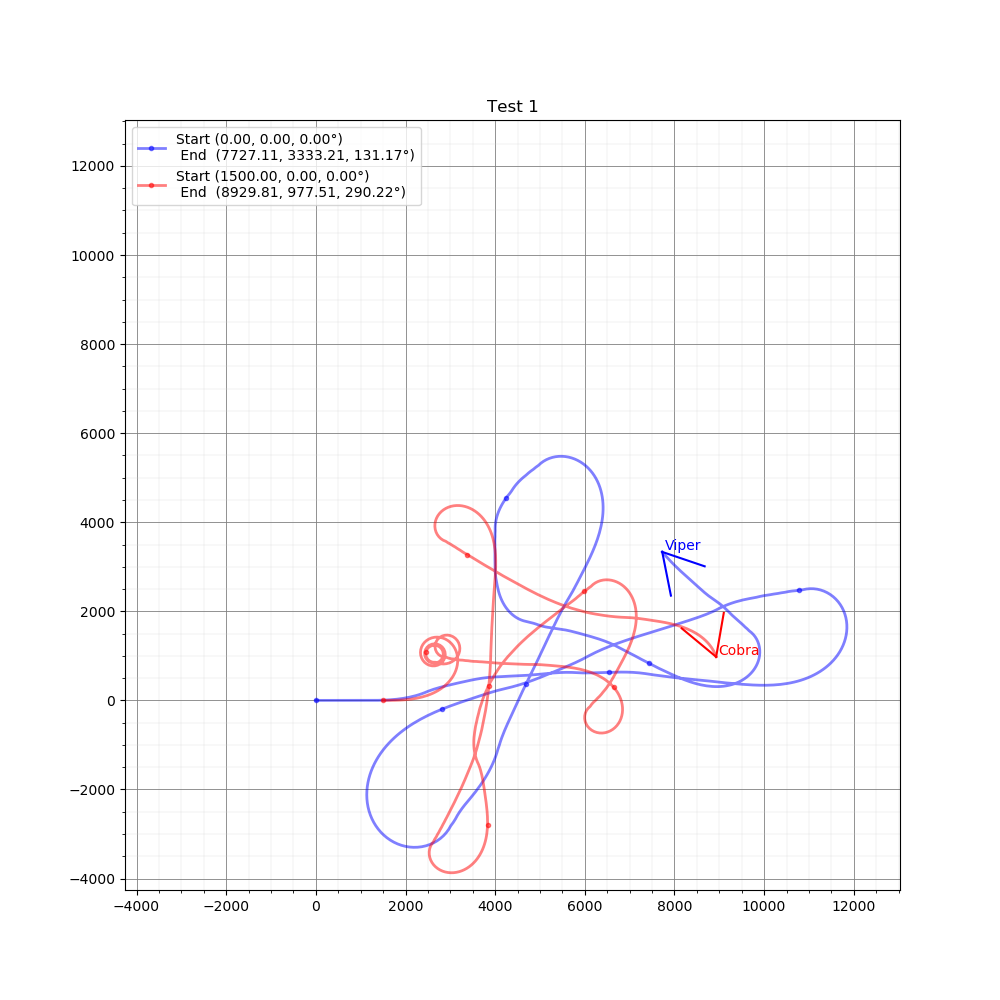 Test 1
Start (0.00, 0.00, 0.00°)
End  (7727.11, 3333.21, 131.17°)
Start (1500.00, 0.00, 0.00°)
End  (8929.81, 977.51, 290.22°)
12000
10000
8000
6000
4000
2000
0
−2000
−4000
Viper
Cobra
−4000 −2000 0 2000 4000 6000 8000 10000 12000